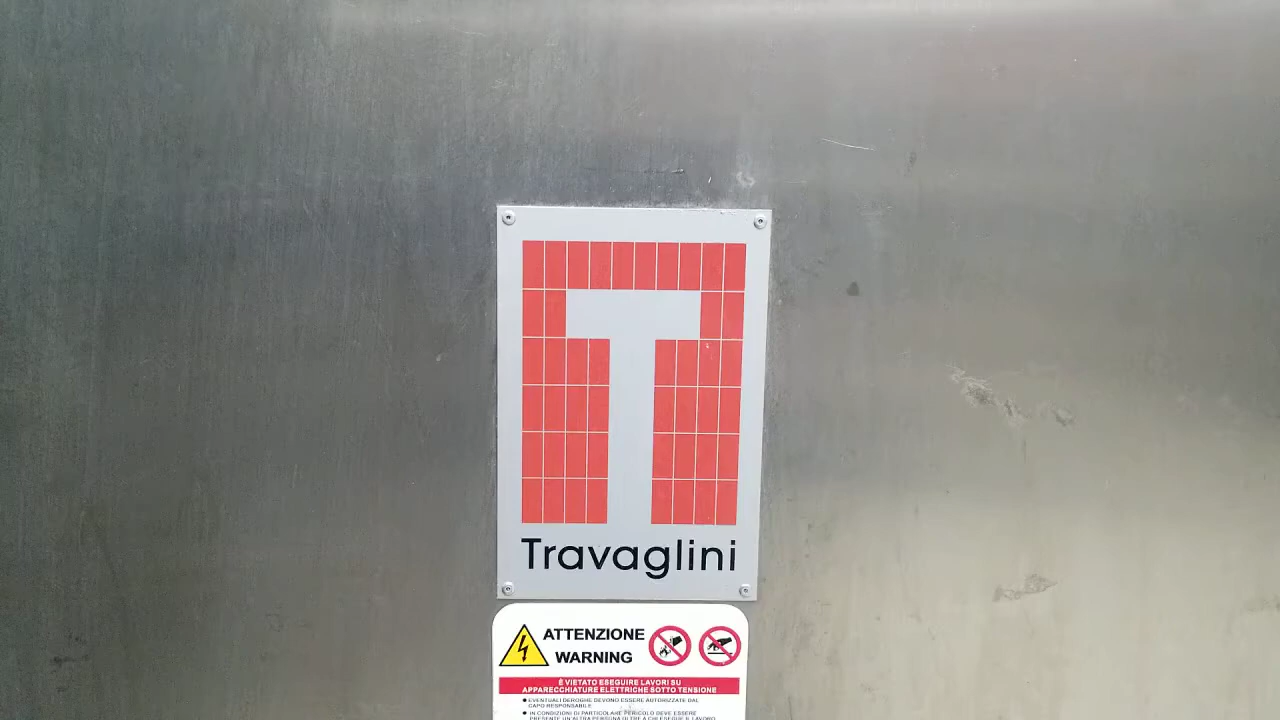 Travaglini
ATTENZIONE
WARNING
È VIETATO ESEGUIRE LAVORI SU
APPARECCHIATURE ELETTRICHE SOTTO TENSIONE
● EVENTUALI DEROGHE DEVONO ESSERE AUTORIZZATE DAL
CAPO RESPONSABILE
● IN CONDIZIONI DI PARTICOLARE PERICOLO DEVE ESSERE
PRESENTE UN'ALTRA PERSONA OLTRE A CHI ESEGUE IL LAVORO